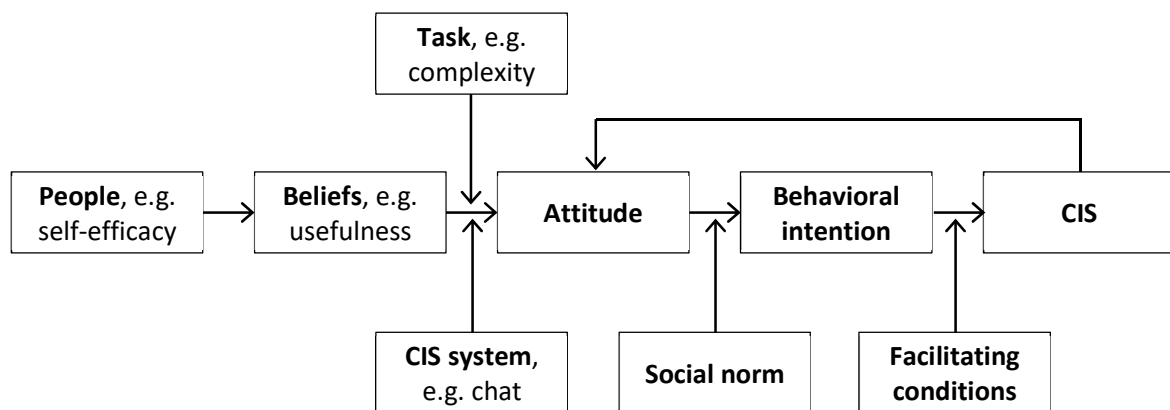 Task, e.g.
complexity
People, e.g.
self-efficacy
Beliefs, e.g.
usefulness
Attitude
Behavioral
intention
CIS
CIS system,
e.g. chat
Social norm
Facilitating
conditions